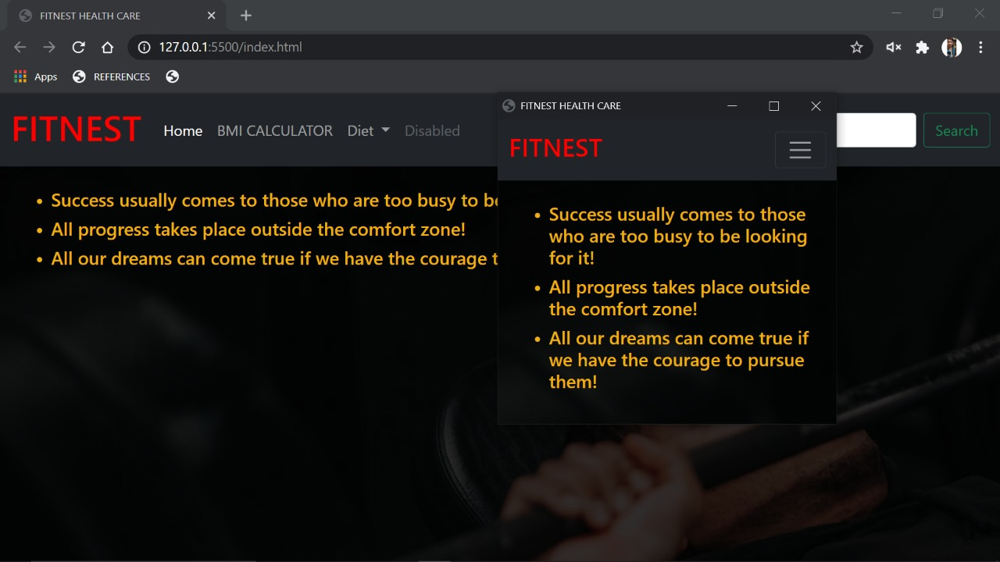 FITNEST HEALTH CARE
127.0.0.1:5500/index.html
Apps REFERENCES
FITNEST Home BMI CALCULATOR Diet Disabled Search
Success usually comes to those who are too busy to be
All progress takes place outside the comfort zone!
All our dreams can come true if we have the courage t
FITNEST HEALTH CARE
FITNEST
Success usually comes to those
who are too busy to be looking
for it!
All progress takes place outside
the comfort zone!
All our dreams can come true if
we have the courage to pursue
them!